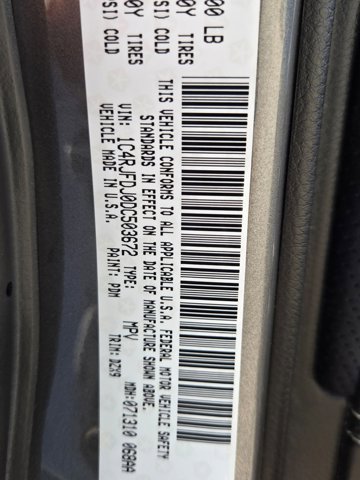 00 LB
0Y TIRES
SI) COLD
0Y TIRES
SI) COLD
THIS VEHICLE CONFORMS TO ALL APPLICABLE U.S.A. FEDERAL MOTOR VEHICLE SAFETY
STANDARDS IN EFFECT ON THE DATE OF MANUFACTURE SHOWN ABOVE.
VIN: 1C4RJFDJ0DC503672 TYPE: MPV MDH:071310 068AA
VEHICLE MADE IN U.S.A. PAINT: PDM TRIM: DZX9